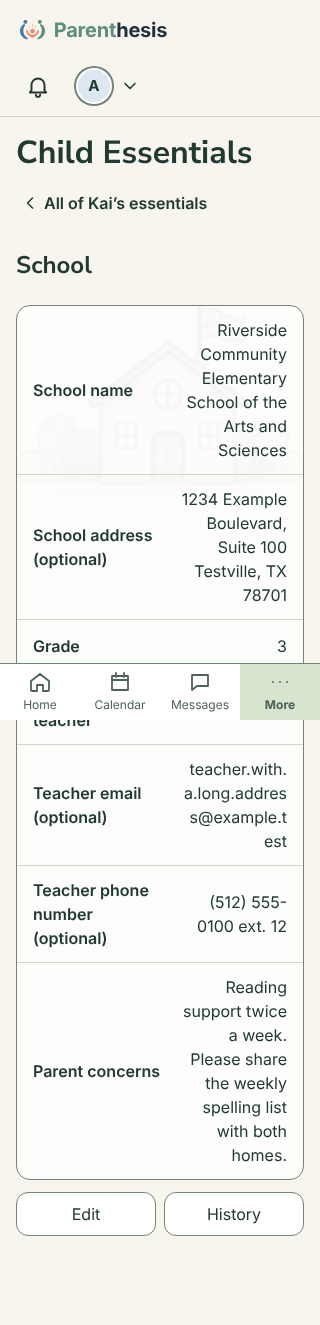 Parenthesis
A
Child Essentials
All of Kai's essentials
School
School name
Riverside
Community
Elementary
School of the
Arts and
Sciences
School address
(optional)
1234 Example
Boulevard,
Suite 100
Testville, TX
78701
Grade
3
Home
Calendar
Messages
More
teacher
Teacher email
(optional)
teacher.with.
a.long.addres
s@example.t
est
Teacher phone
number
(optional)
(512) 555-
0100 ext. 12
Parent concerns
Reading
support twice
a week.
Please share
the weekly
spelling list
with both
homes.
Edit
History